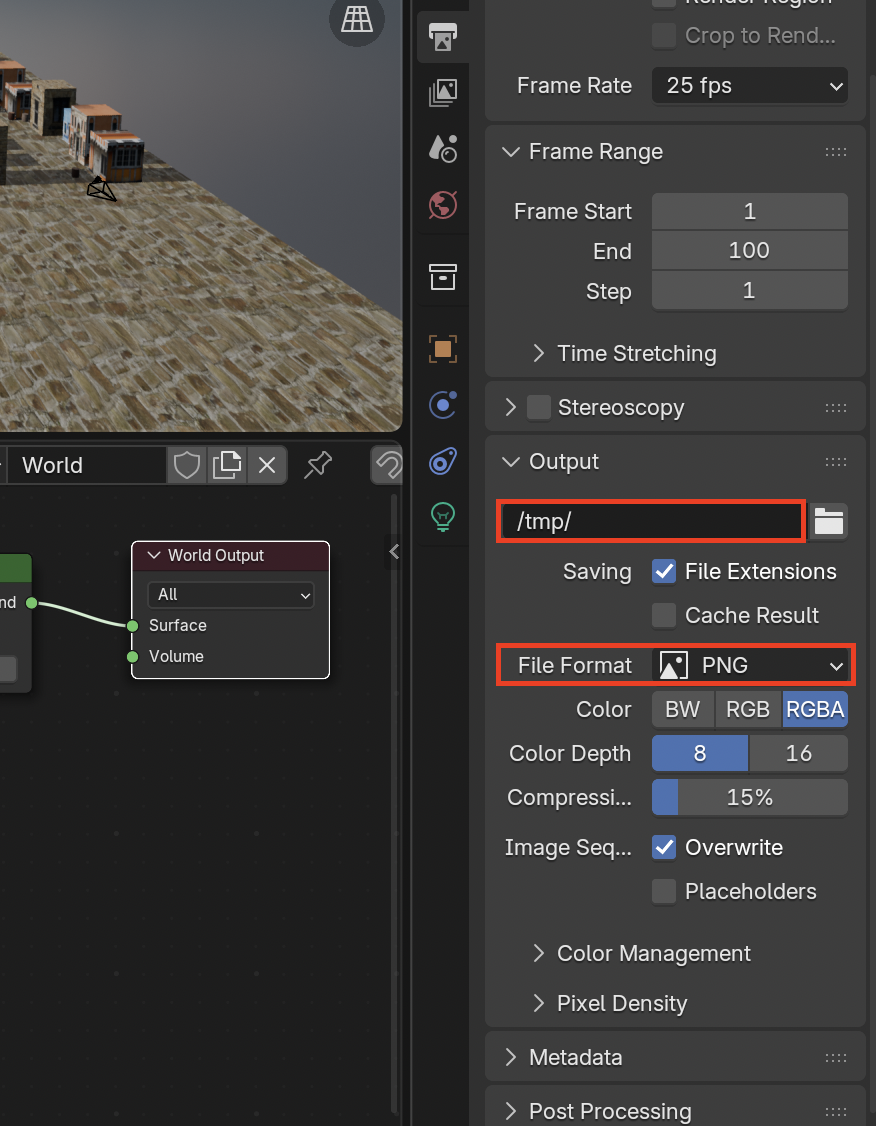 Render Region
Crop to Rend...
Frame Rate 25 fps
Frame Range
Frame Start 1
End 100
Step 1
Time Stretching
Stereoscopy
World
Output
/tmp/
World Output
Saving File Extensions
All
nd
Cache Result
Surface
Volume
File Format PNG
Color BW RGB RGBA
Color Depth 8 16
Compressi... 15%
Image Seq... Overwrite
Placeholders
Color Management
Pixel Density
Metadata
Post Processing